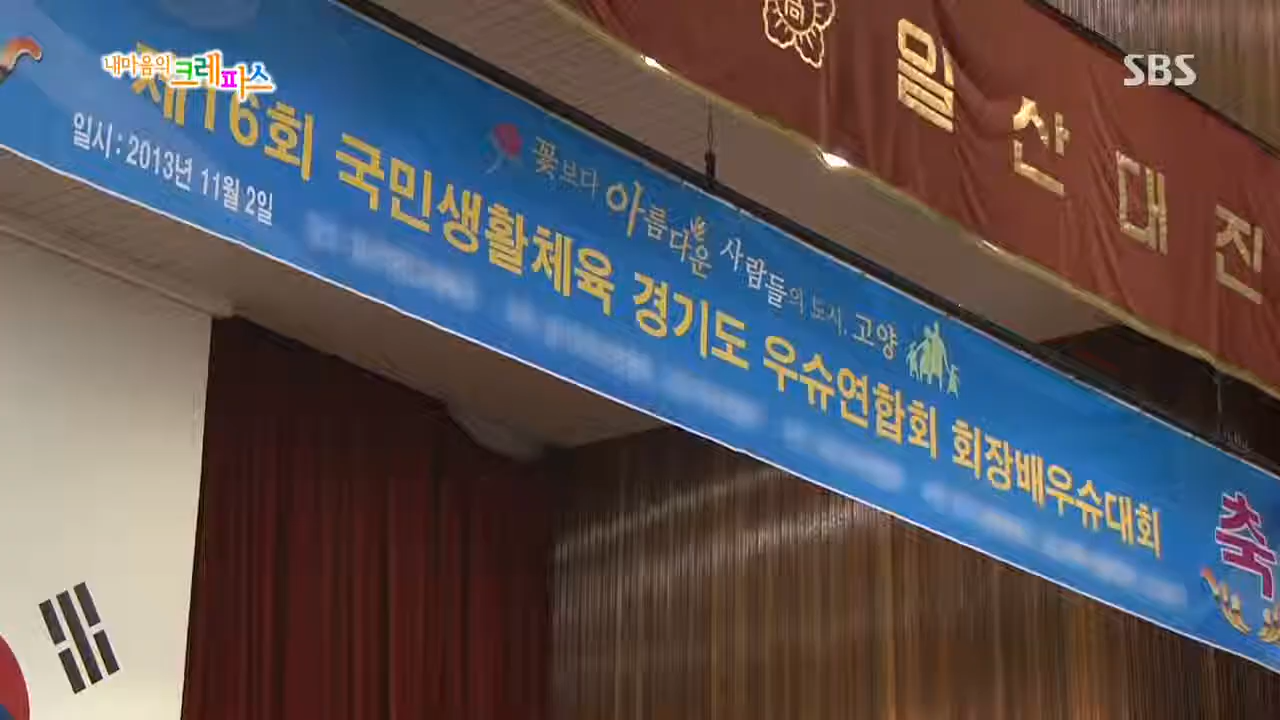 내마음의크레파스
SBS
일산대진
꽃보다 아름다운 사람들의 도시, 고양
제16회 국민생활체육 경기도 우슈연합회 회장배우슈대회
일시 : 2013년 11월 2일
축